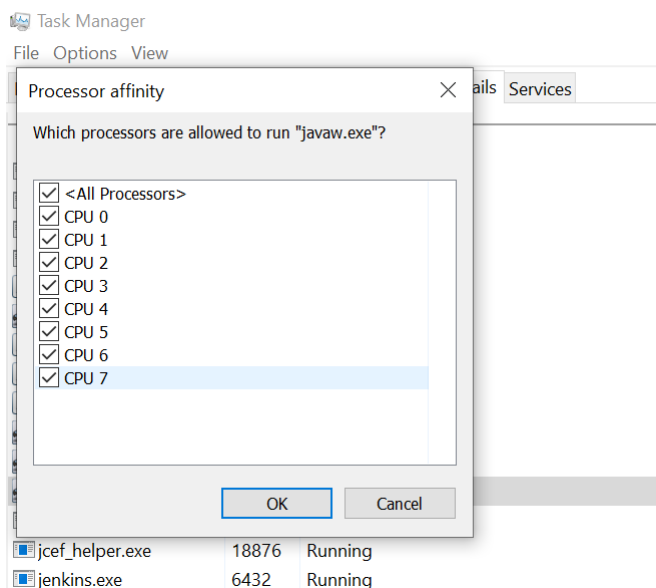 Task Manager
File Options View
Processor affinity
ails Services
Which processors are allowed to run "javaw.exe"?
<All Processors>
CPU 0
CPU 1
CPU 2
CPU 3
CPU 4
CPU 5
CPU 6
CPU 7
OK Cancel
jcef_helper.exe 18876 Running
jenkins.exe 6432 Running